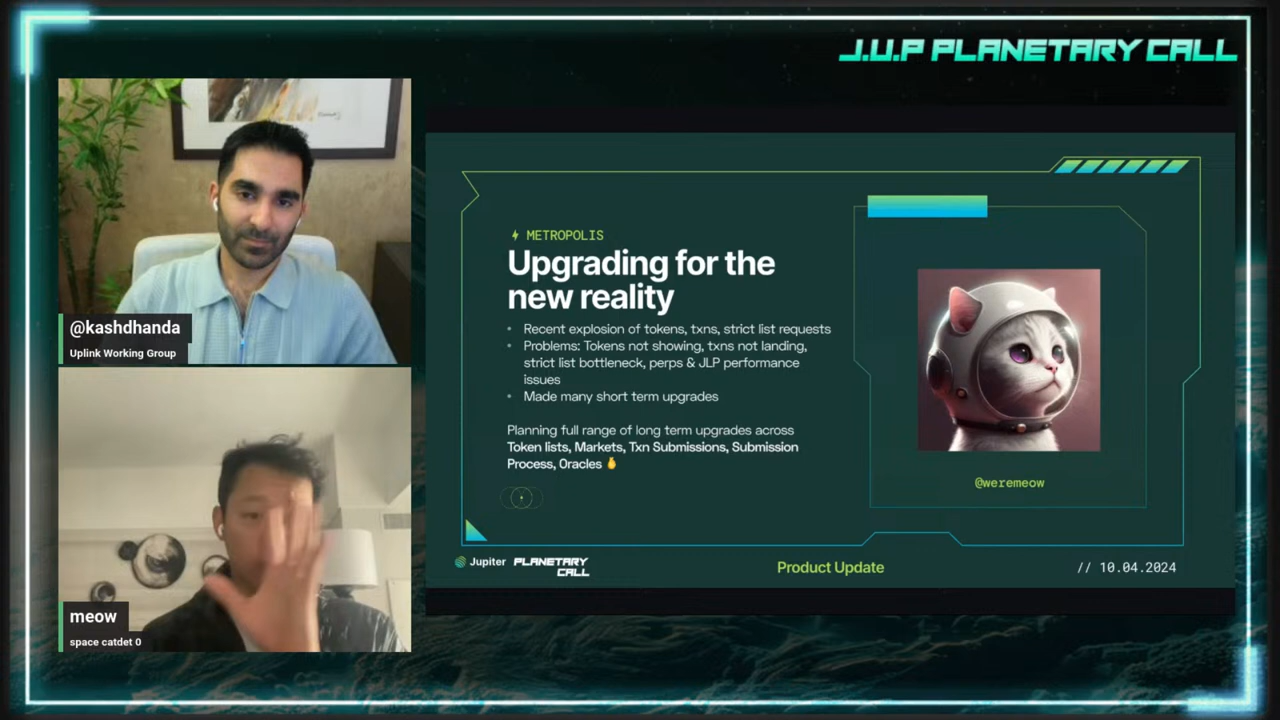 J.U.P PLANETARY CALL
@kashdhanda
Uplink Working Group
meow
space catdet 0
METROPOLIS
Upgrading for the
new reality
• Recent explosion of tokens, txns, strict list requests
• Problems: Tokens not showing, txns not landing,
strict list bottleneck, perps & JLP performance
issues
• Made many short term upgrades
Planning full range of long term upgrades across
Token lists, Markets, Txn Submissions, Submission
Process, Oracles 💰
@weremeow
Jupiter PLANETARY
CALL
Product Update
// 10.04.2024